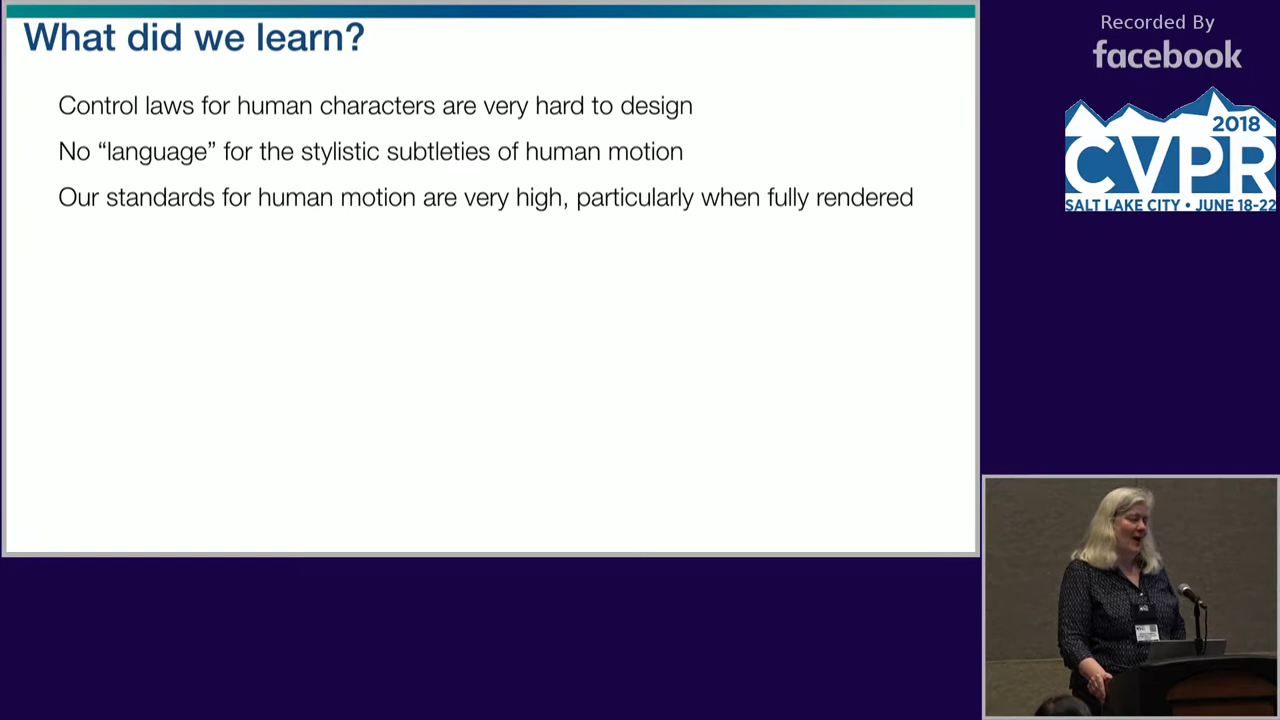 What did we learn?
Control laws for human characters are very hard to design
No “language” for the stylistic subtleties of human motion
Our standards for human motion are very high, particularly when fully rendered
Recorded By
facebook
2018
CVPR
SALT LAKE CITY • JUNE 18-22